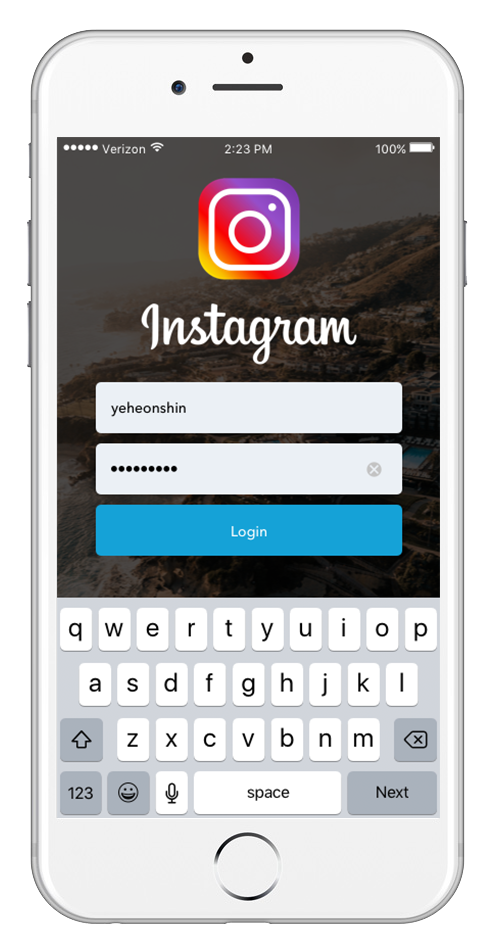 Verizon 2:23 PM 100%
Instagram
yeheonshin
•••••••••
Login
q w e r t y u i o p
a s d f g h j k l
z x c v b n m
123 space Next